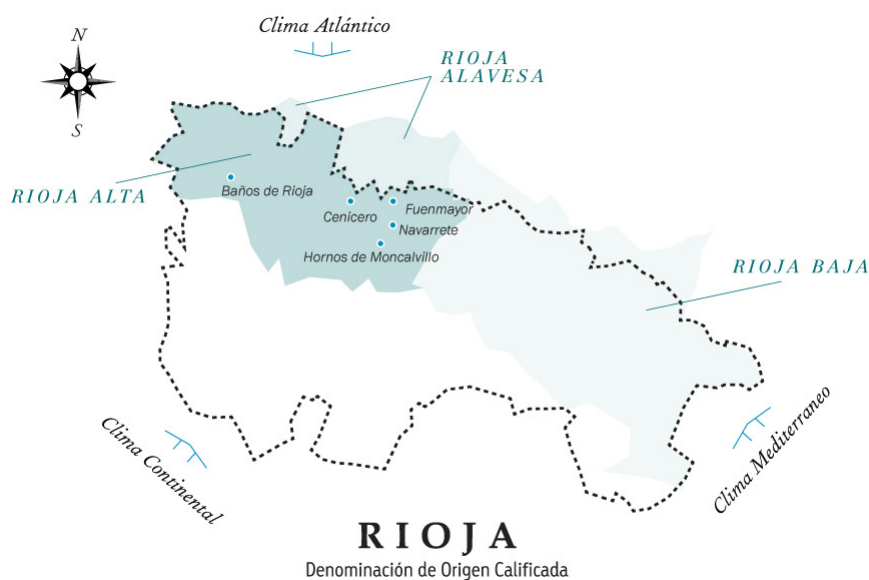 Clima Atlántico
N
S
RIOJA
ALAVESA
RIOJA ALTA
Baños de Rioja
Cenicero
Fuenmayor
Navarrete
Hornos de Moncalvillo
RIOJA BAJA
Clima Continental
Clima Mediterraneo
RIOJA
Denominación de Origen Calificada